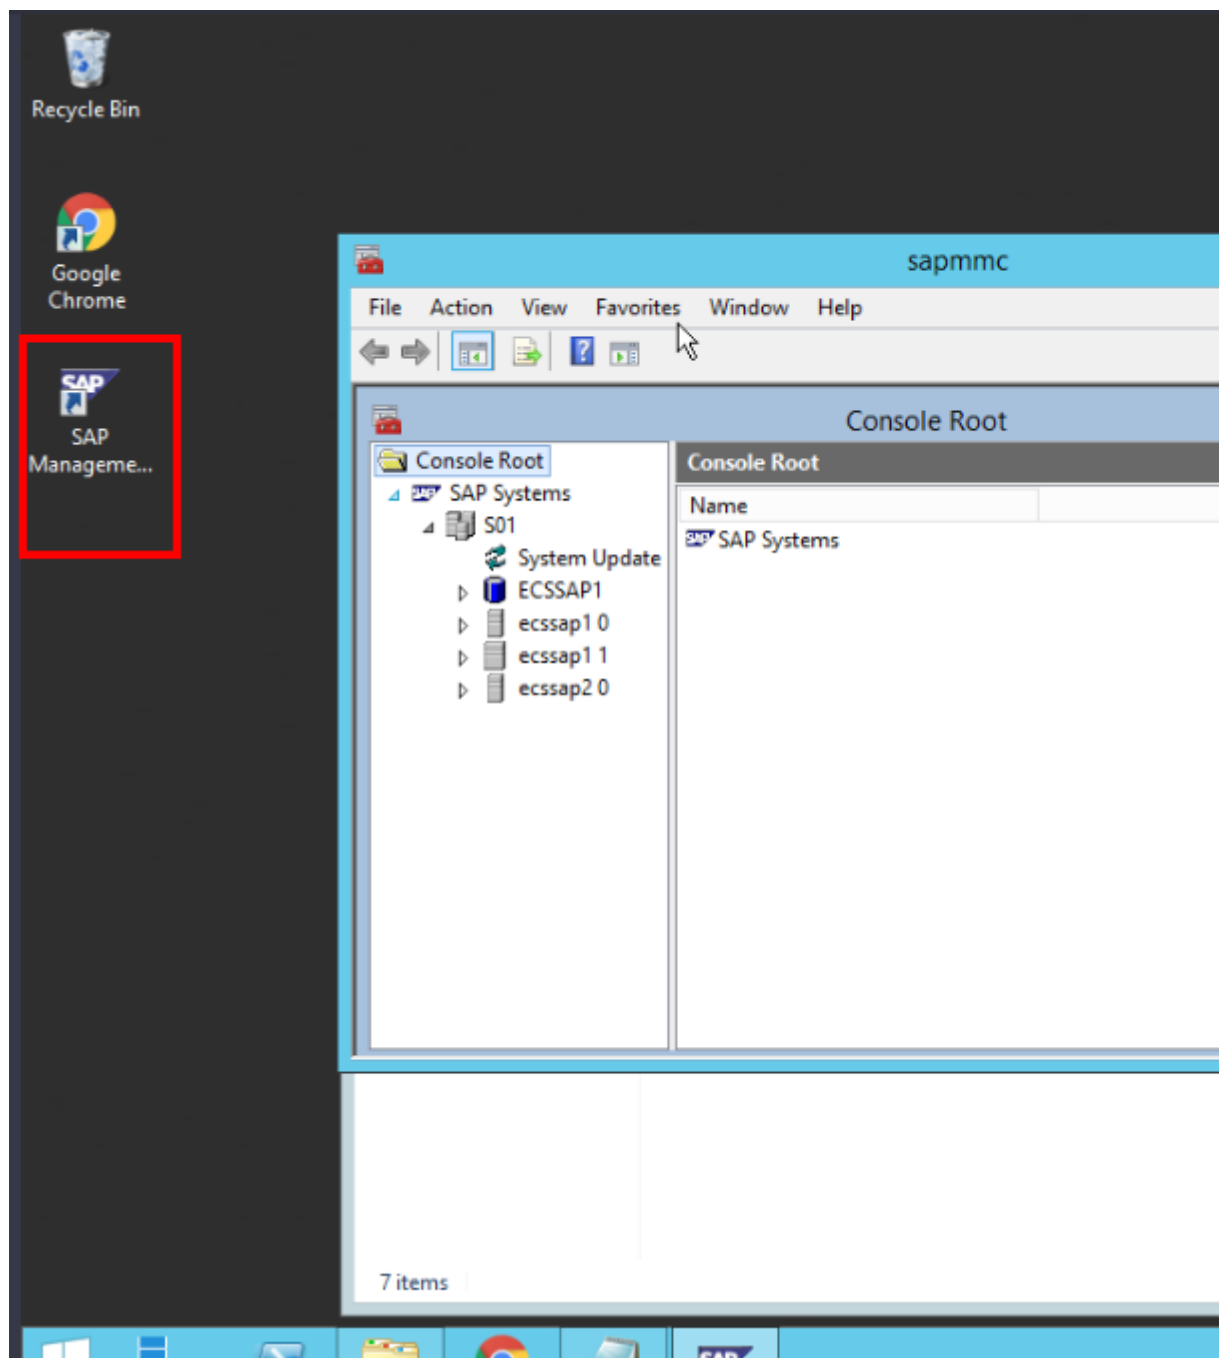 Recycle Bin
Google
Chrome
SAP
SAP
Manageme...
sapmmc
File Action View Favorites Window Help
Console Root
Console Root
SAP Systems
S01
System Update
ECSSAP1
ecssap1 0
ecssap1 1
ecssap2 0
Console Root
Name
SAP Systems
7 items
SAP